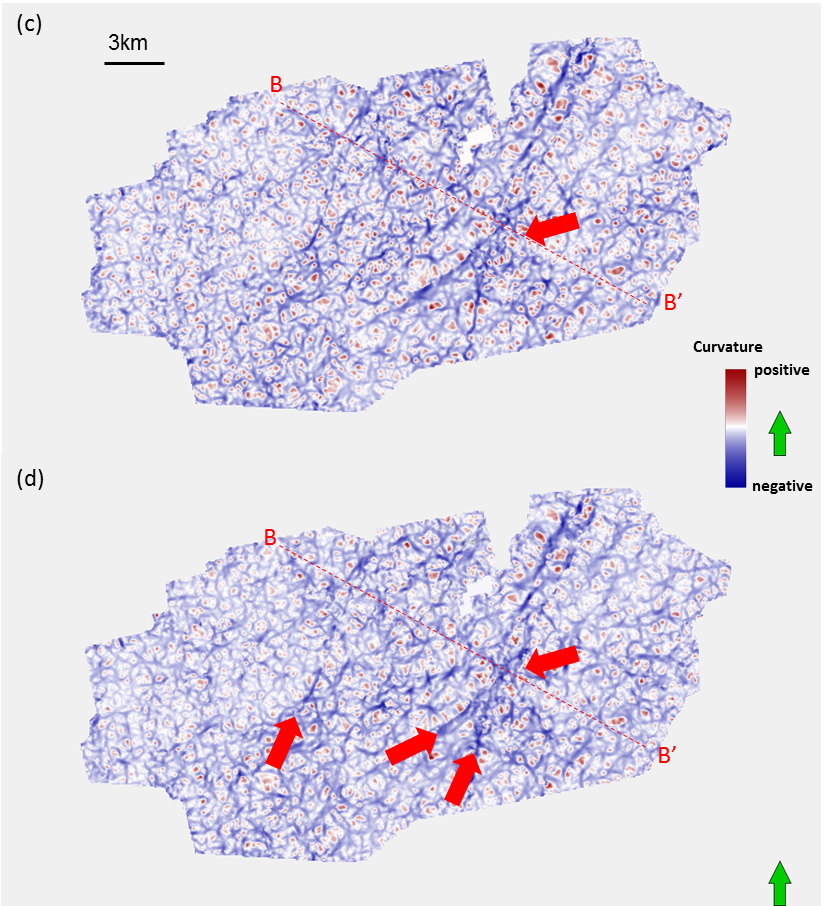 (c)
3km
B
B’
Curvature
positive
negative
(d)
B
B’